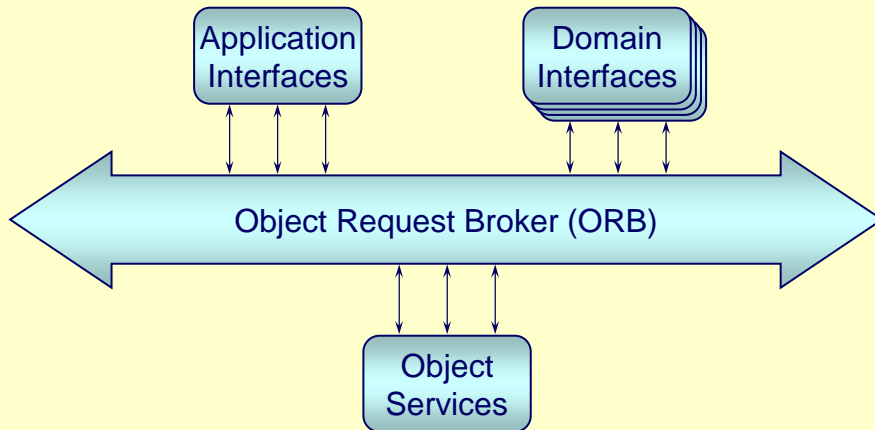 Application
Interfaces
Domain
Interfaces
Object Request Broker (ORB)
Object
Services